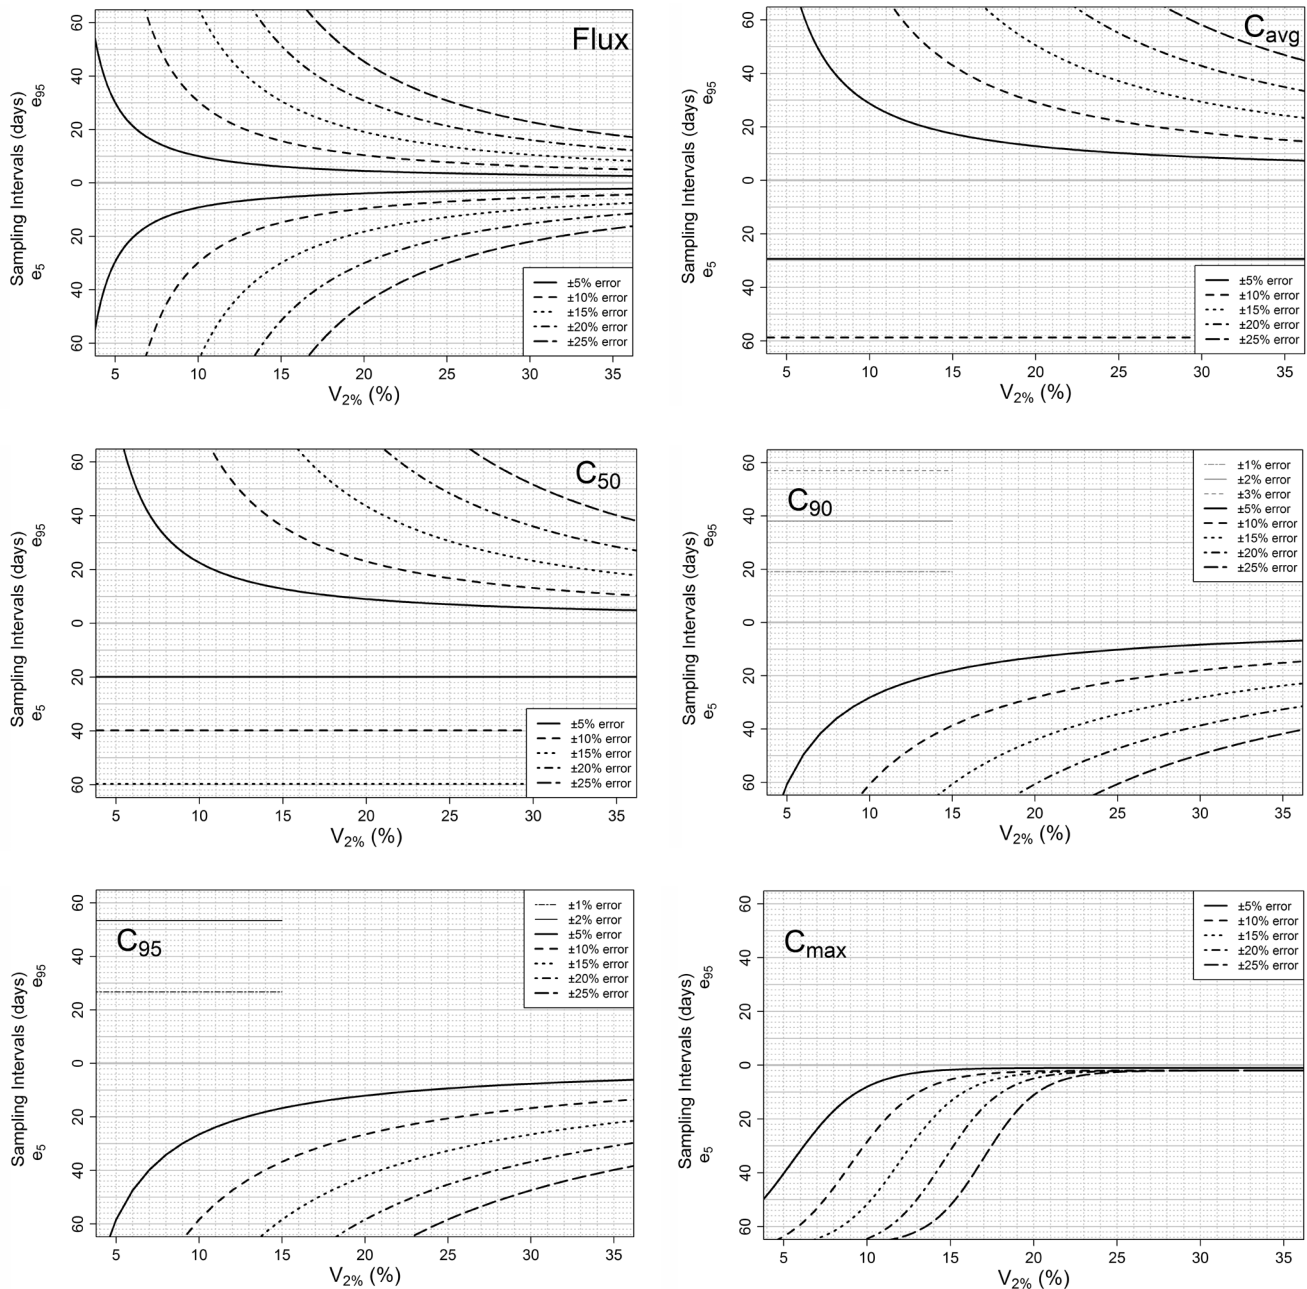 Flux
Sampling Intervals (days)
e5 e95
60 40 20 0 20 40 60
±5% error
±10% error
±15% error
±20% error
±25% error
5 10 15 20 25 30 35
V2% (%)
Cavg
Sampling Intervals (days)
e5 e95
60 40 20 0 20 40 60
±5% error
±10% error
±15% error
±20% error
±25% error
5 10 15 20 25 30 35
V2% (%)
C50
Sampling Intervals (days)
e5 e95
60 40 20 0 20 40 60
±5% error
±10% error
±15% error
±20% error
±25% error
5 10 15 20 25 30 35
V2% (%)
C90
Sampling Intervals (days)
e5 e95
60 40 20 0 20 40 60
±1% error
±2% error
±3% error
±5% error
±10% error
±15% error
±20% error
±25% error
5 10 15 20 25 30 35
V2% (%)
C95
Sampling Intervals (days)
e5 e95
60 40 20 0 20 40 60
±1% error
±2% error
±5% error
±10% error
±15% error
±20% error
±25% error
5 10 15 20 25 30 35
V2% (%)
Cmax
Sampling Intervals (days)
e5 e95
60 40 20 0 20 40 60
±5% error
±10% error
±15% error
±20% error
±25% error
5 10 15 20 25 30 35
V2% (%)